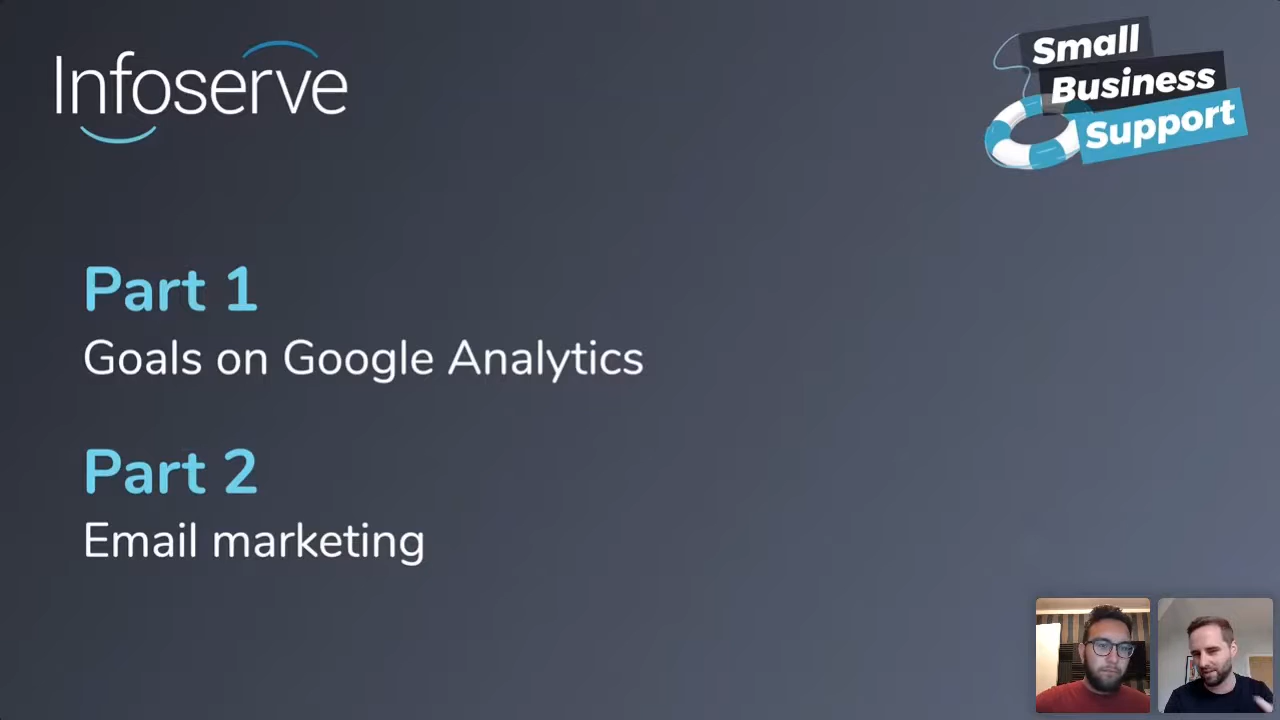 Infoserve
Small
Business
Support
Part 1
Goals on Google Analytics
Part 2
Email marketing